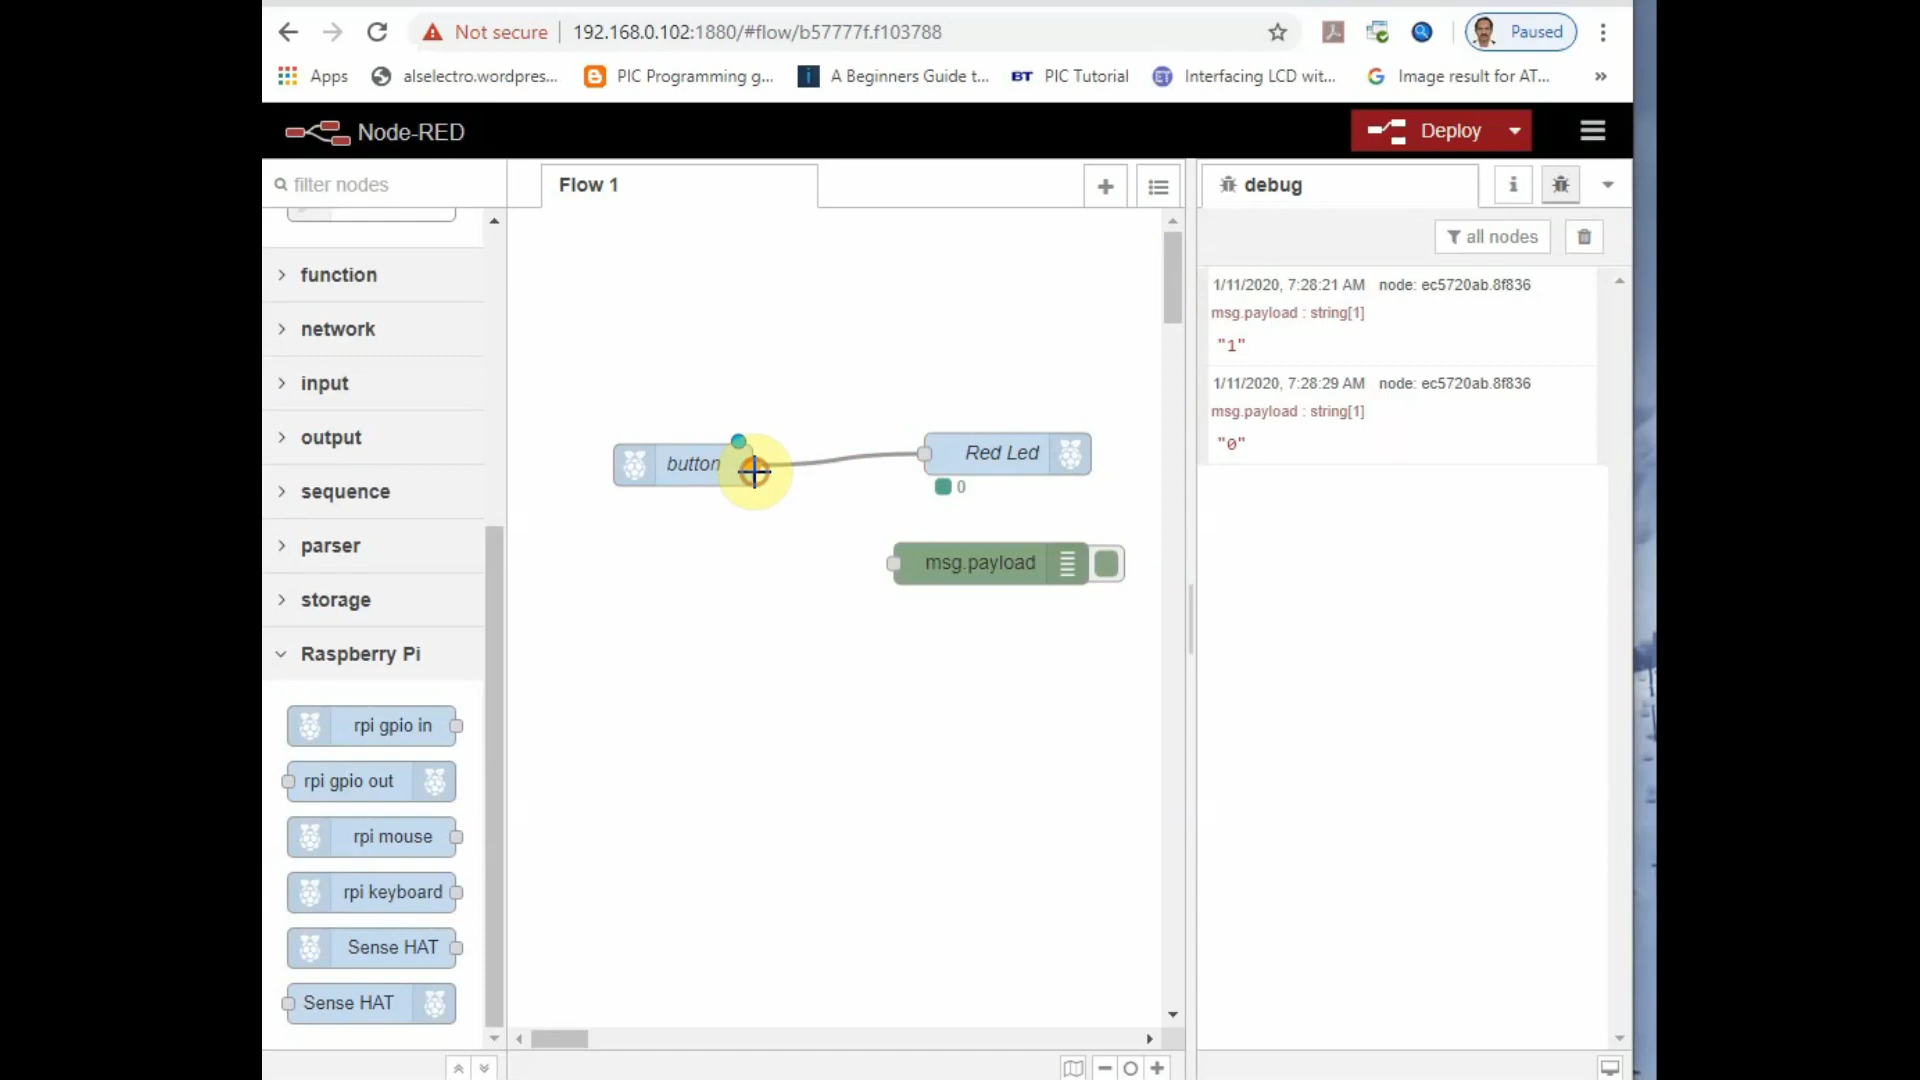 Not secure 192.168.0.102:1880/#flow/b57777f.f103788 Paused
Apps alselectro.wordpres... PIC Programming g... A Beginners Guide t... BT PIC Tutorial ET Interfacing LCD wit... Image result for AT... »
Node-RED Deploy
filter nodes Flow 1 debug
all nodes
function
network
input
output
sequence
parser
storage
Raspberry Pi
rpi gpio in
rpi gpio out
rpi mouse
rpi keyboard
Sense HAT
Sense HAT
button
Red Led
0
msg.payload
1/11/2020, 7:28:21 AM node: ec5720ab.8f836
msg.payload : string[1]
"1"
1/11/2020, 7:28:29 AM node: ec5720ab.8f836
msg.payload : string[1]
"0"